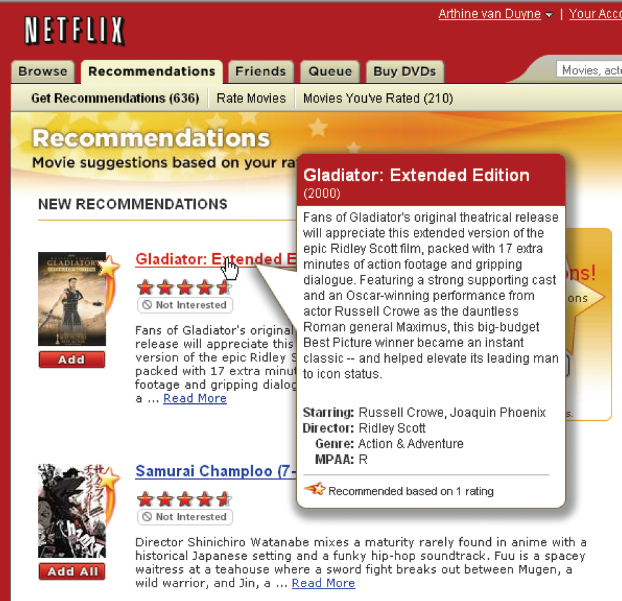 Arthine van Duyne | Your Acco
NETFLIX
Browse Recommendations Friends Queue Buy DVDs Movies, act
Get Recommendations (636) Rate Movies Movies You've Rated (210)
Recommendations
Movie suggestions based on your ra
NEW RECOMMENDATIONS
Gladiator: Extended E
Not Interested
Fans of Gladiator's original
release will appreciate this
version of the epic Ridley S
packed with 17 extra minut
footage and gripping dialog
a ... Read More
GLADIATOR
Add
Gladiator: Extended Edition
(2000)
Fans of Gladiator's original theatrical release
will appreciate this extended version of the
epic Ridley Scott film, packed with 17 extra
minutes of action footage and gripping
dialogue. Featuring a strong supporting cast
and an Oscar-winning performance from
actor Russell Crowe as the dauntless
Roman general Maximus, this big-budget
Best Picture winner became an instant
classic -- and helped elevate its leading man
to icon status.
Starring: Russell Crowe, Joaquin Phoenix
Director: Ridley Scott
Genre: Action & Adventure
MPAA: R
Recommended based on 1 rating
ns!
ons
s.
Samurai Champloo (7-
Not Interested
Director Shinichiro Watanabe mixes a maturity rarely found in anime with a
historical Japanese setting and a funky hip-hop soundtrack. Fuu is a spacey
waitress at a teahouse where a sword fight breaks out between Mugen, a
wild warrior, and Jin, a ... Read More
Add All